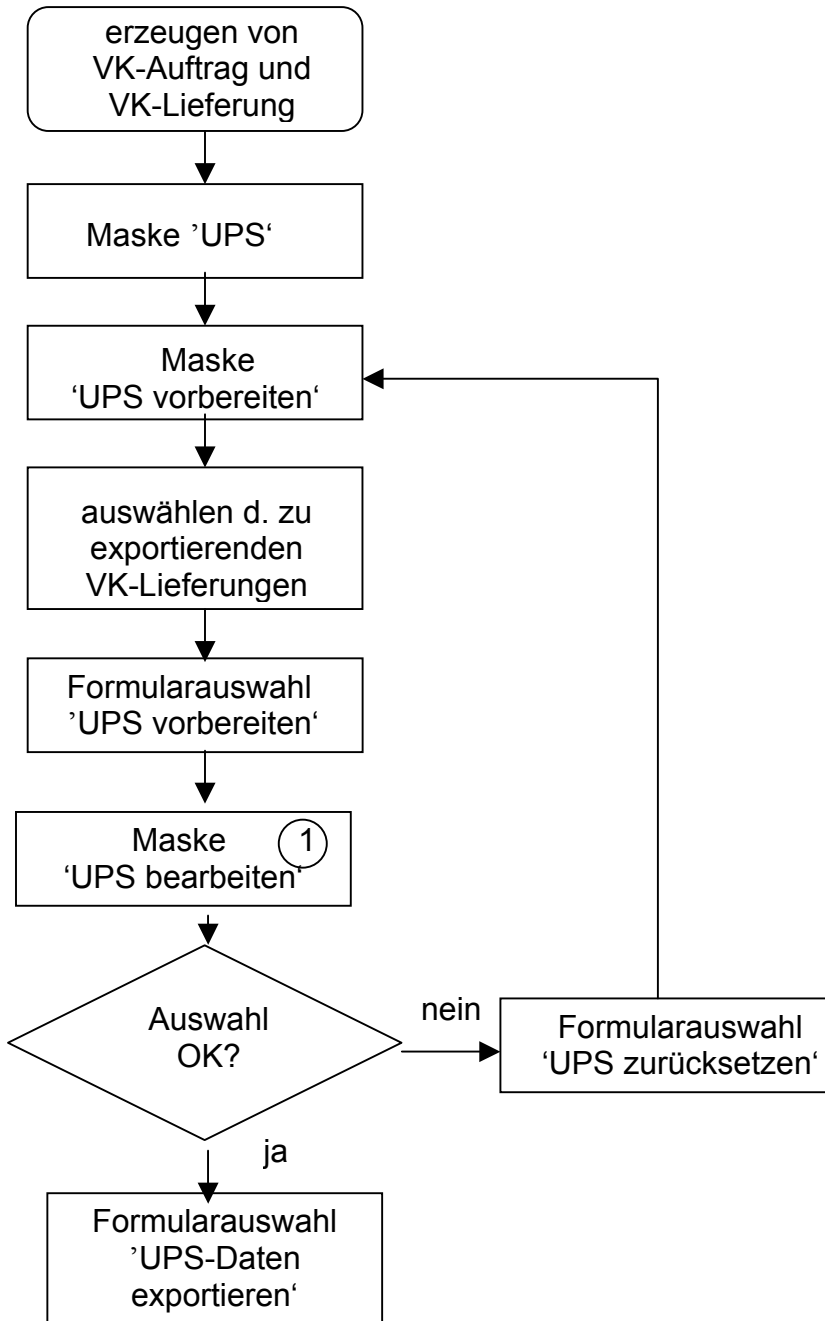 erzeugen von
VK-Auftrag und
VK-Lieferung
Maske ’UPS‘
Maske
‘UPS vorbereiten‘
auswählen d. zu
exportierenden
VK-Lieferungen
Formularauswahl
’UPS vorbereiten‘
Maske
1
‘UPS bearbeiten‘
Auswahl
OK?
nein
Formularauswahl
‘UPS zurücksetzen‘
ja
Formularauswahl
’UPS-Daten
exportieren‘